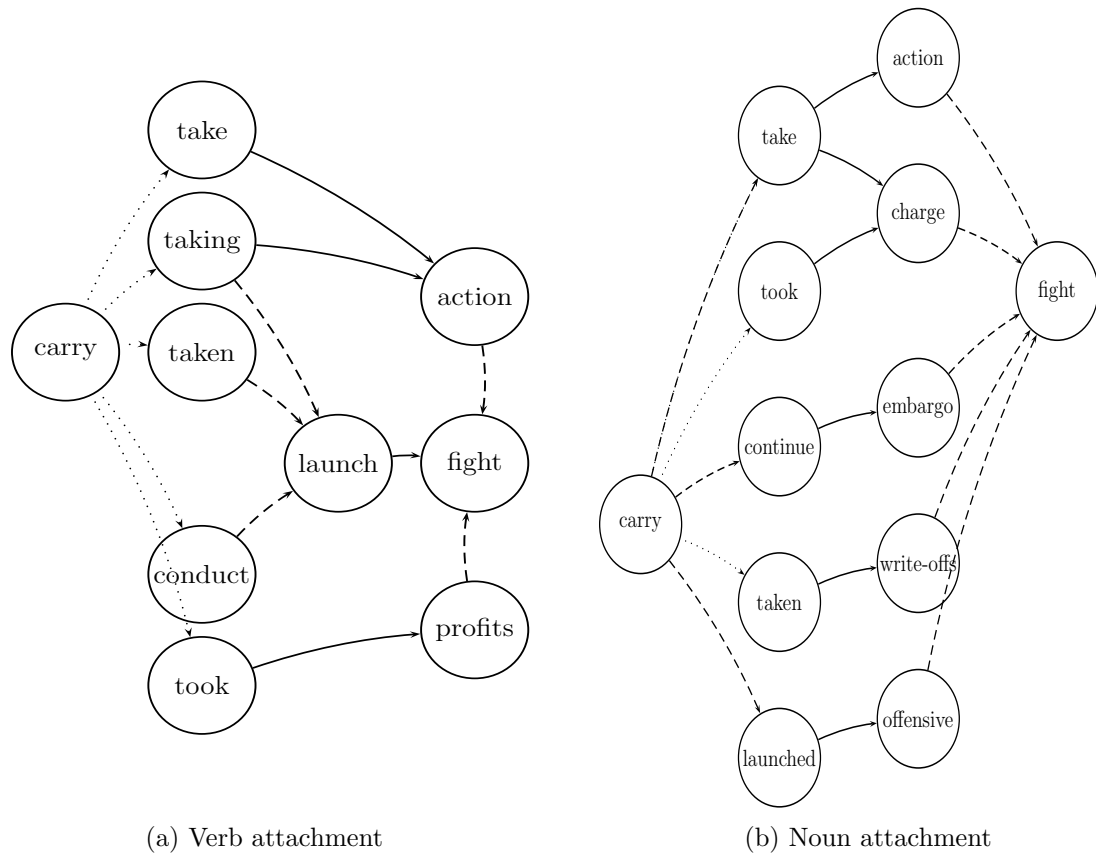 take
taking
carry
taken
conduct
took
launch
action
fight
profits
(a) Verb attachment
action
take
charge
took
fight
embargo
continue
carry
write-offs
taken
offensive
launched
(b) Noun attachment